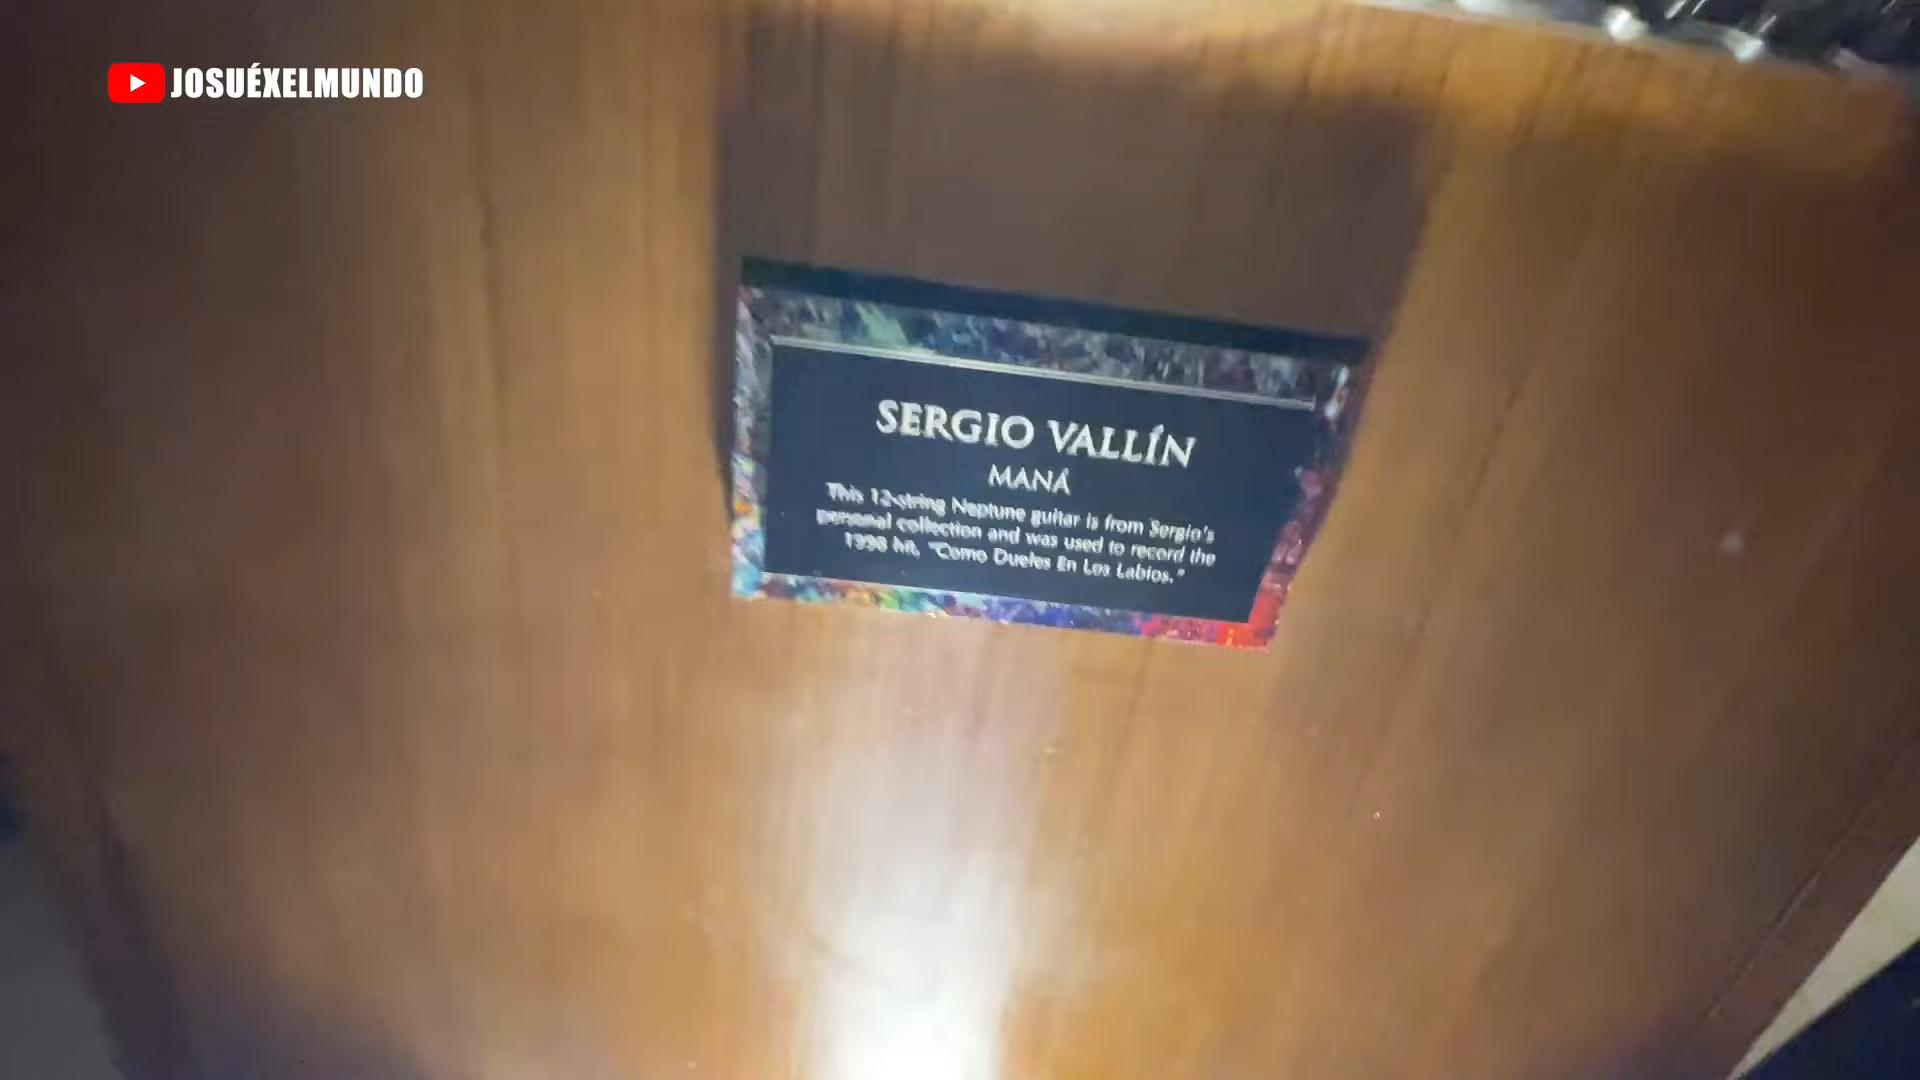 JOSUÉXELMUNDO
SERGIO VALLÍN
MANÁ
This 12-string Neptune guitar is from Sergio's
personal collection and was used to record the
1998 hit, "Como Dueles En Los Labios."